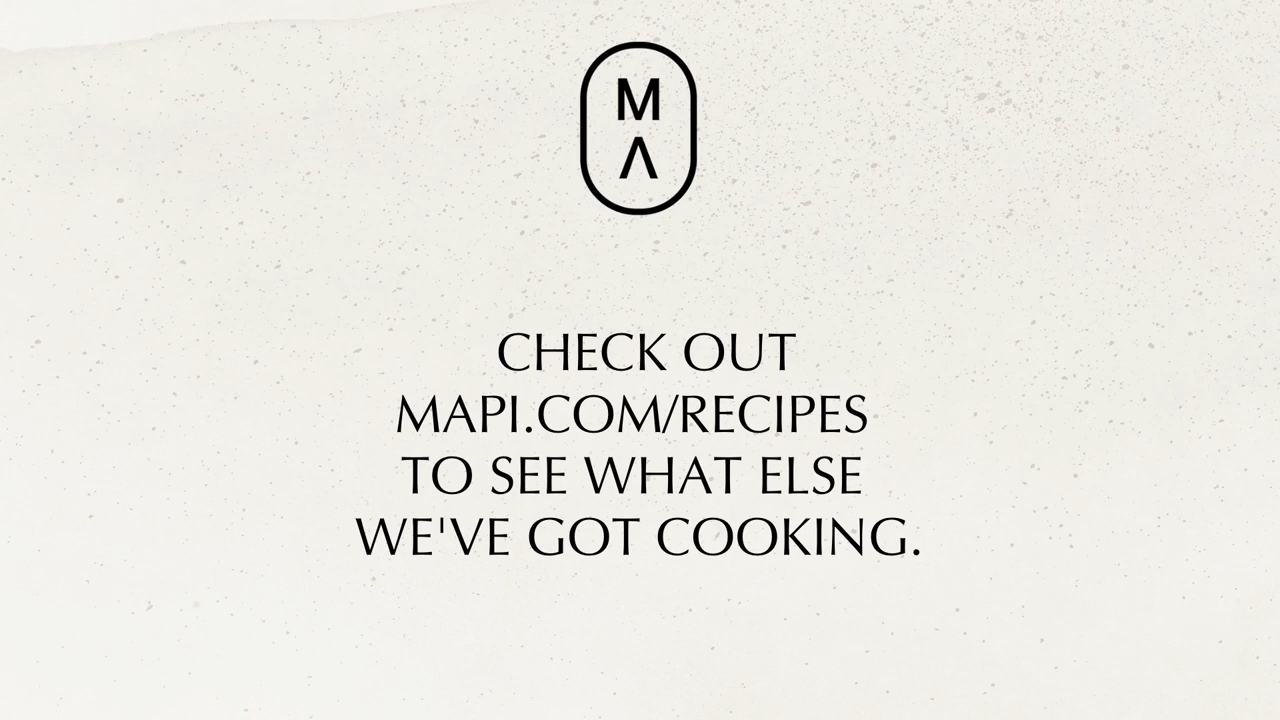 M
Λ
CHECK OUT
MAPI.COM/RECIPES
TO SEE WHAT ELSE
WE'VE GOT COOKING.